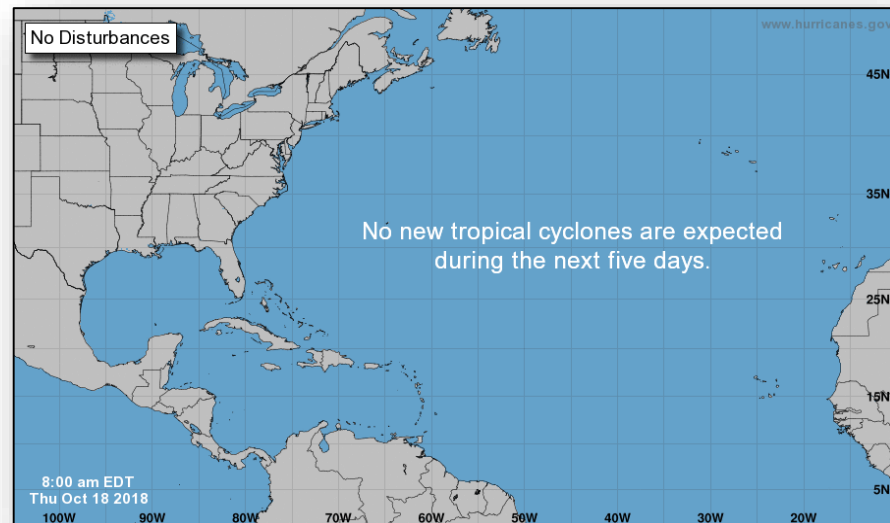 No Disturbances
www.hurricanes.gov
45N
35N
No new tropical cyclones are expected
during the next five days.
25N
15N
8:00 am EDT
Thu Oct 18 2018
5N
100W 90W 80W 70W 60W 50W 40W 30W 20W